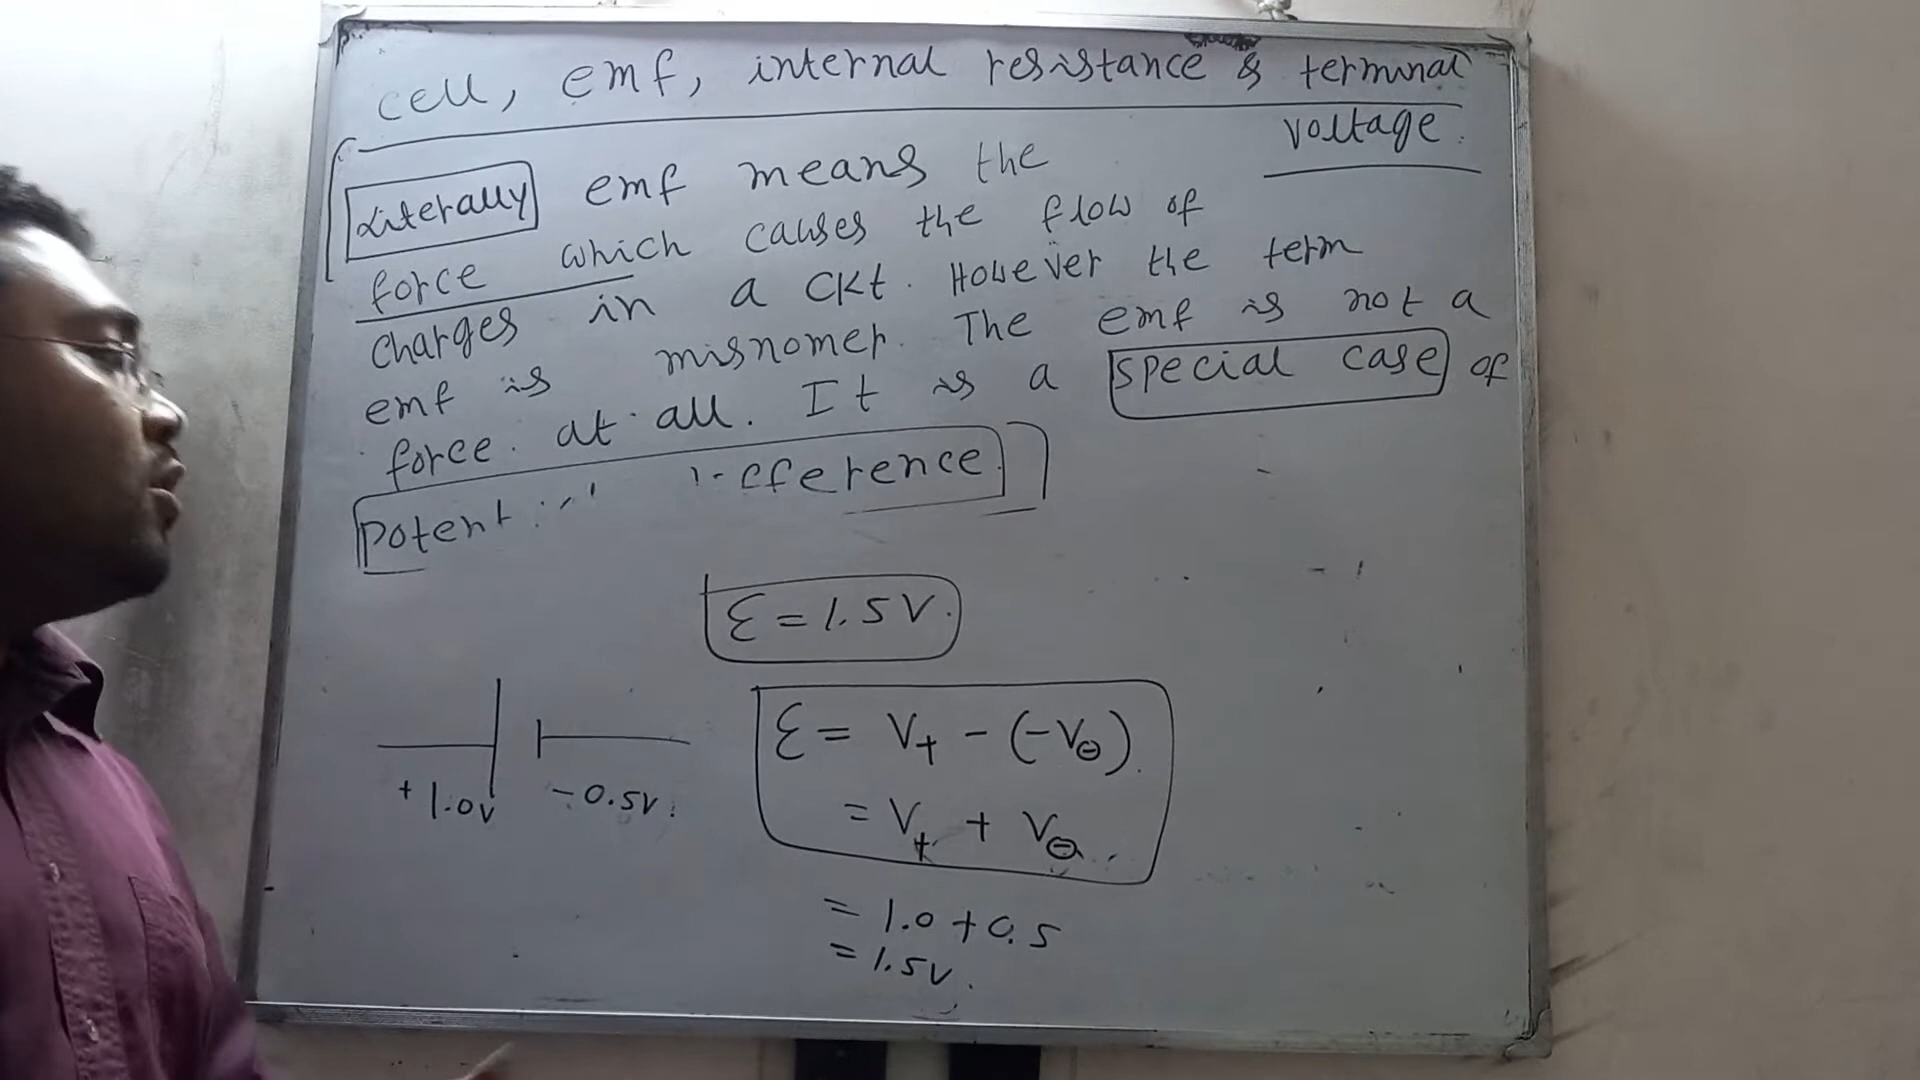 cell, emf, internal resistance & terminal
voltage.
Literally emf means the
force which causes the flow of
charges in a ckt. However the term
emf is misnomer. The emf is not a
force. at all. It is a special case of
Potent
ε = 1.5V.
ε = V+ - (-V⊖)
= V+ + V⊖
+ 1.0V - 0.5V.
= 1.0 + 0.5
= 1.5V.